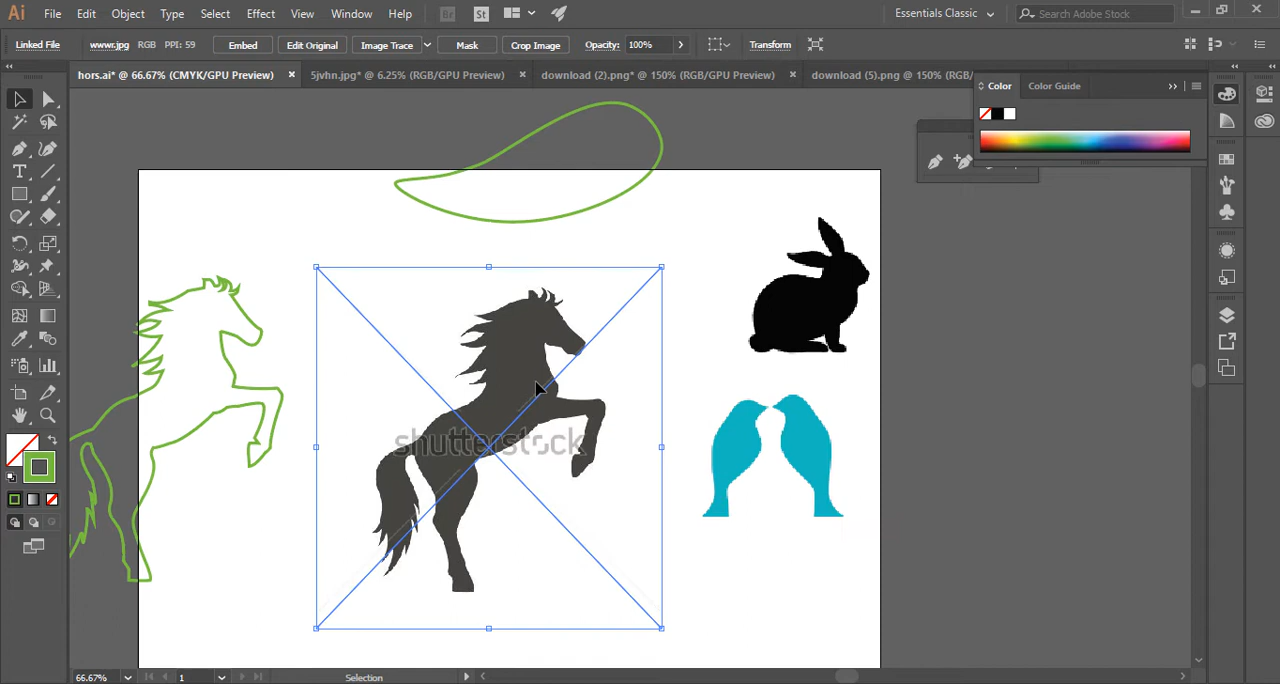 Ai File Edit Object Type Select Effect View Window Help Br St Essentials Classic Search Adobe Stock
Linked File wwwr.jpg RGB PPI: 59 Embed Edit Original Image Trace Mask Crop Image Opacity: 100% Transform
hors.ai* @ 66.67% (CMYK/GPU Preview) 5jvhn.jpg* @ 6.25% (RGB/GPU Preview) download (2).png* @ 150% (RGB/GPU Preview) download (5).png @ 150% (RGB/
Color Color Guide
shutterstock
66.67% 1 Selection